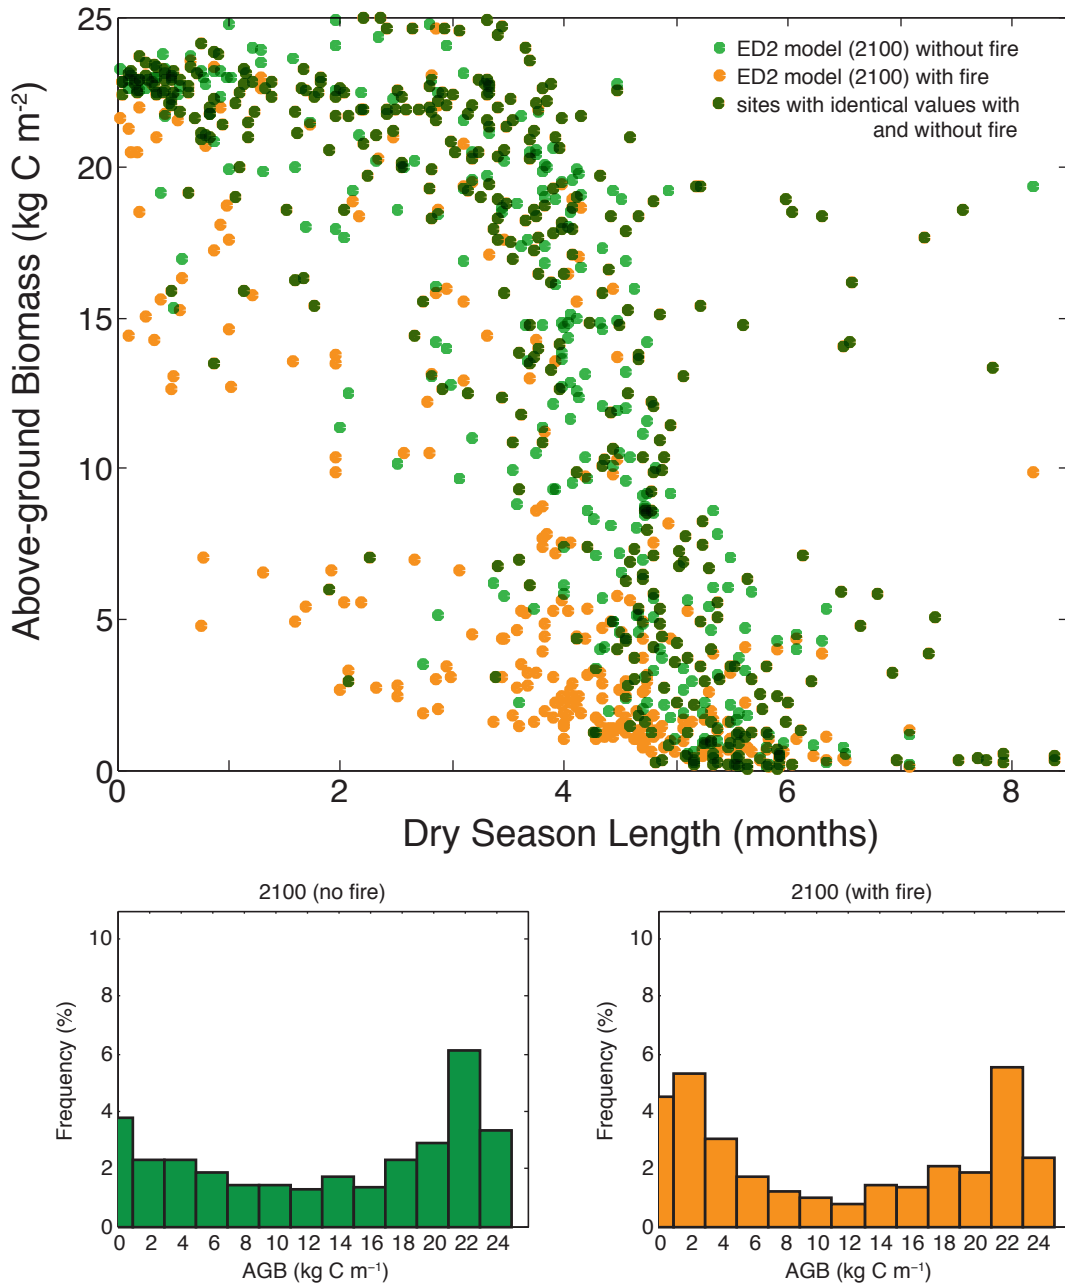 25
20
15
10
5
0
Above-ground Biomass (kg C m⁻²)
ED2 model (2100) without fire
ED2 model (2100) with fire
sites with identical values with
and without fire
0 2 4 6 8
Dry Season Length (months)
2100 (no fire)
10
8
6
4
2
0
Frequency (%)
0 2 4 6 8 10 12 14 16 18 20 22 24
AGB (kg C m⁻¹)
2100 (with fire)
10
8
6
4
2
0
Frequency (%)
0 2 4 6 8 10 12 14 16 18 20 22 24
AGB (kg C m⁻¹)